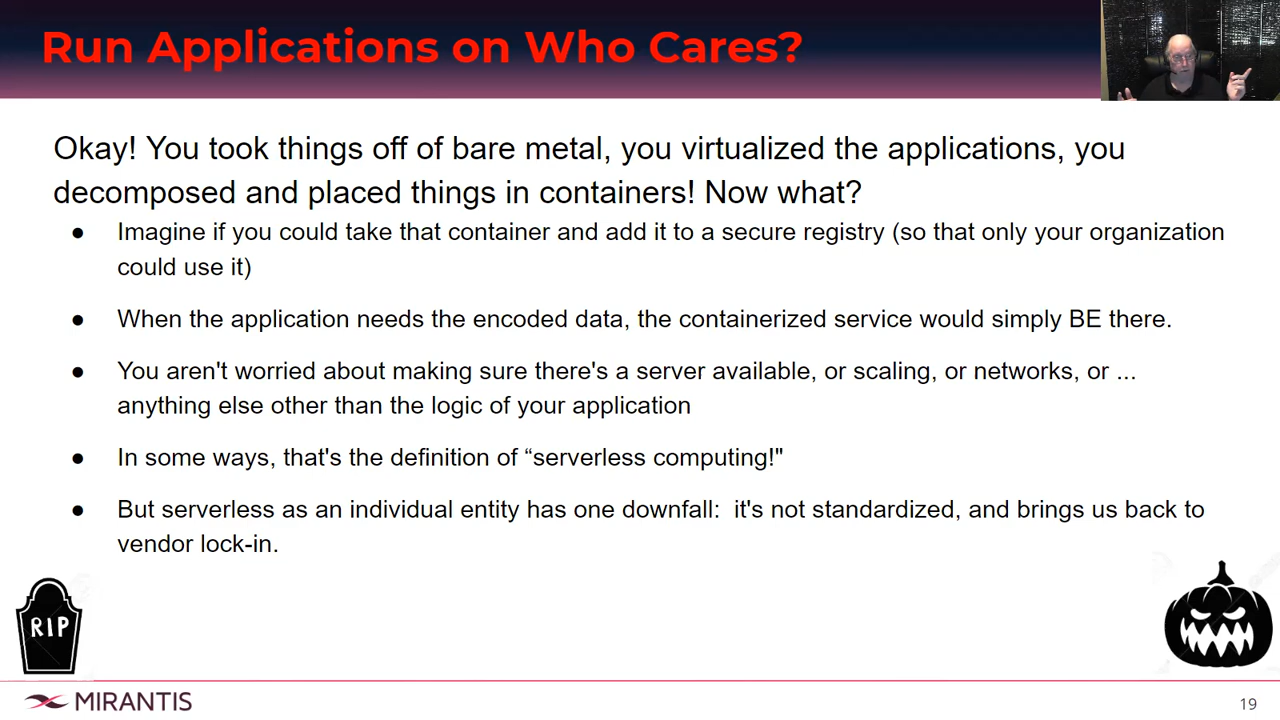 Run Applications on Who Cares?
Okay! You took things off of bare metal, you virtualized the applications, you
decomposed and placed things in containers! Now what?
● Imagine if you could take that container and add it to a secure registry (so that only your organization
could use it)
● When the application needs the encoded data, the containerized service would simply BE there.
● You aren't worried about making sure there's a server available, or scaling, or networks, or ...
anything else other than the logic of your application
● In some ways, that's the definition of “serverless computing!"
● But serverless as an individual entity has one downfall:  it's not standardized, and brings us back to
vendor lock-in.
RIP
MIRANTIS
19